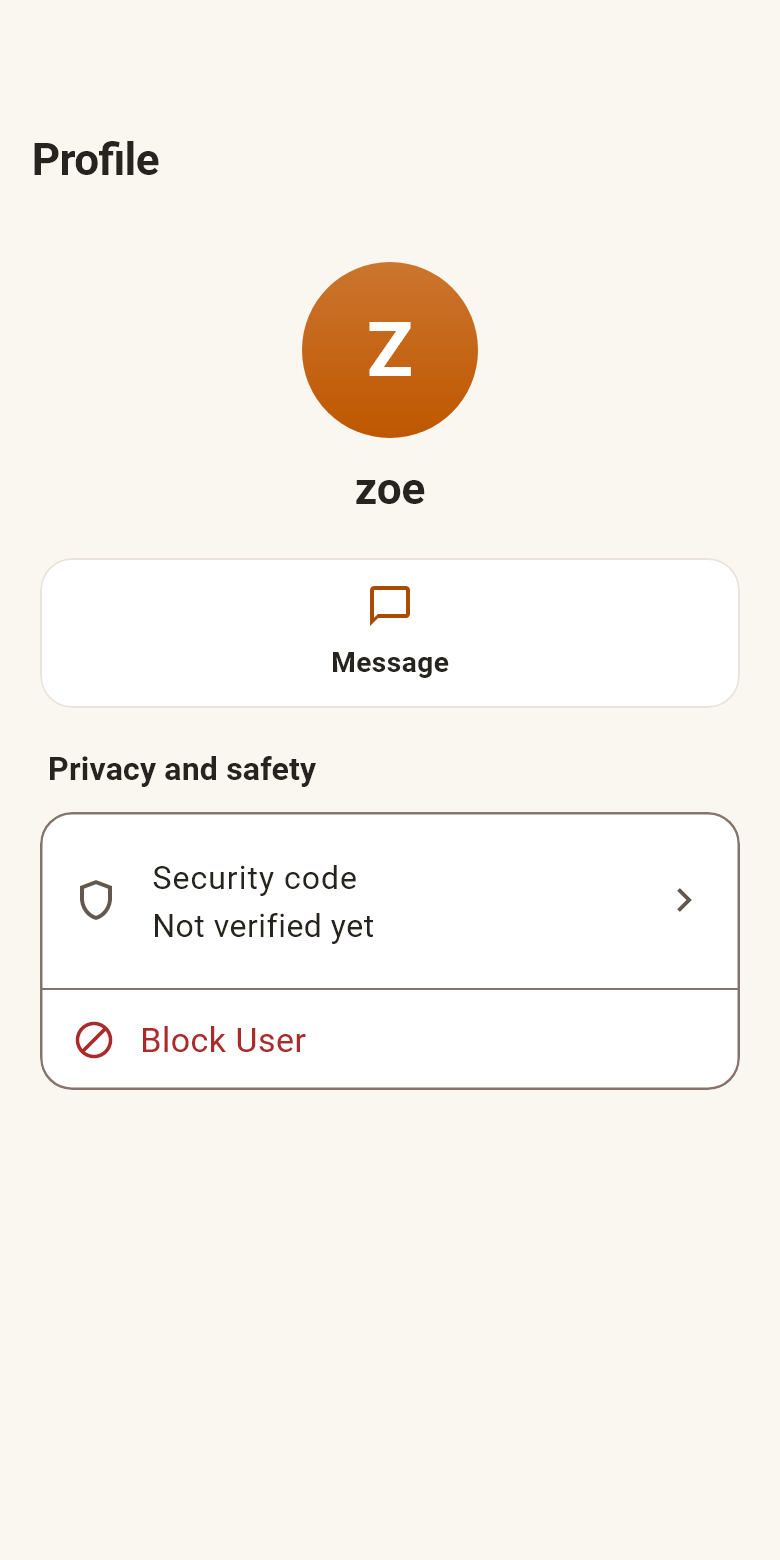 Profile
Z
zoe
Message
Privacy and safety
Security code
Not verified yet
Block User